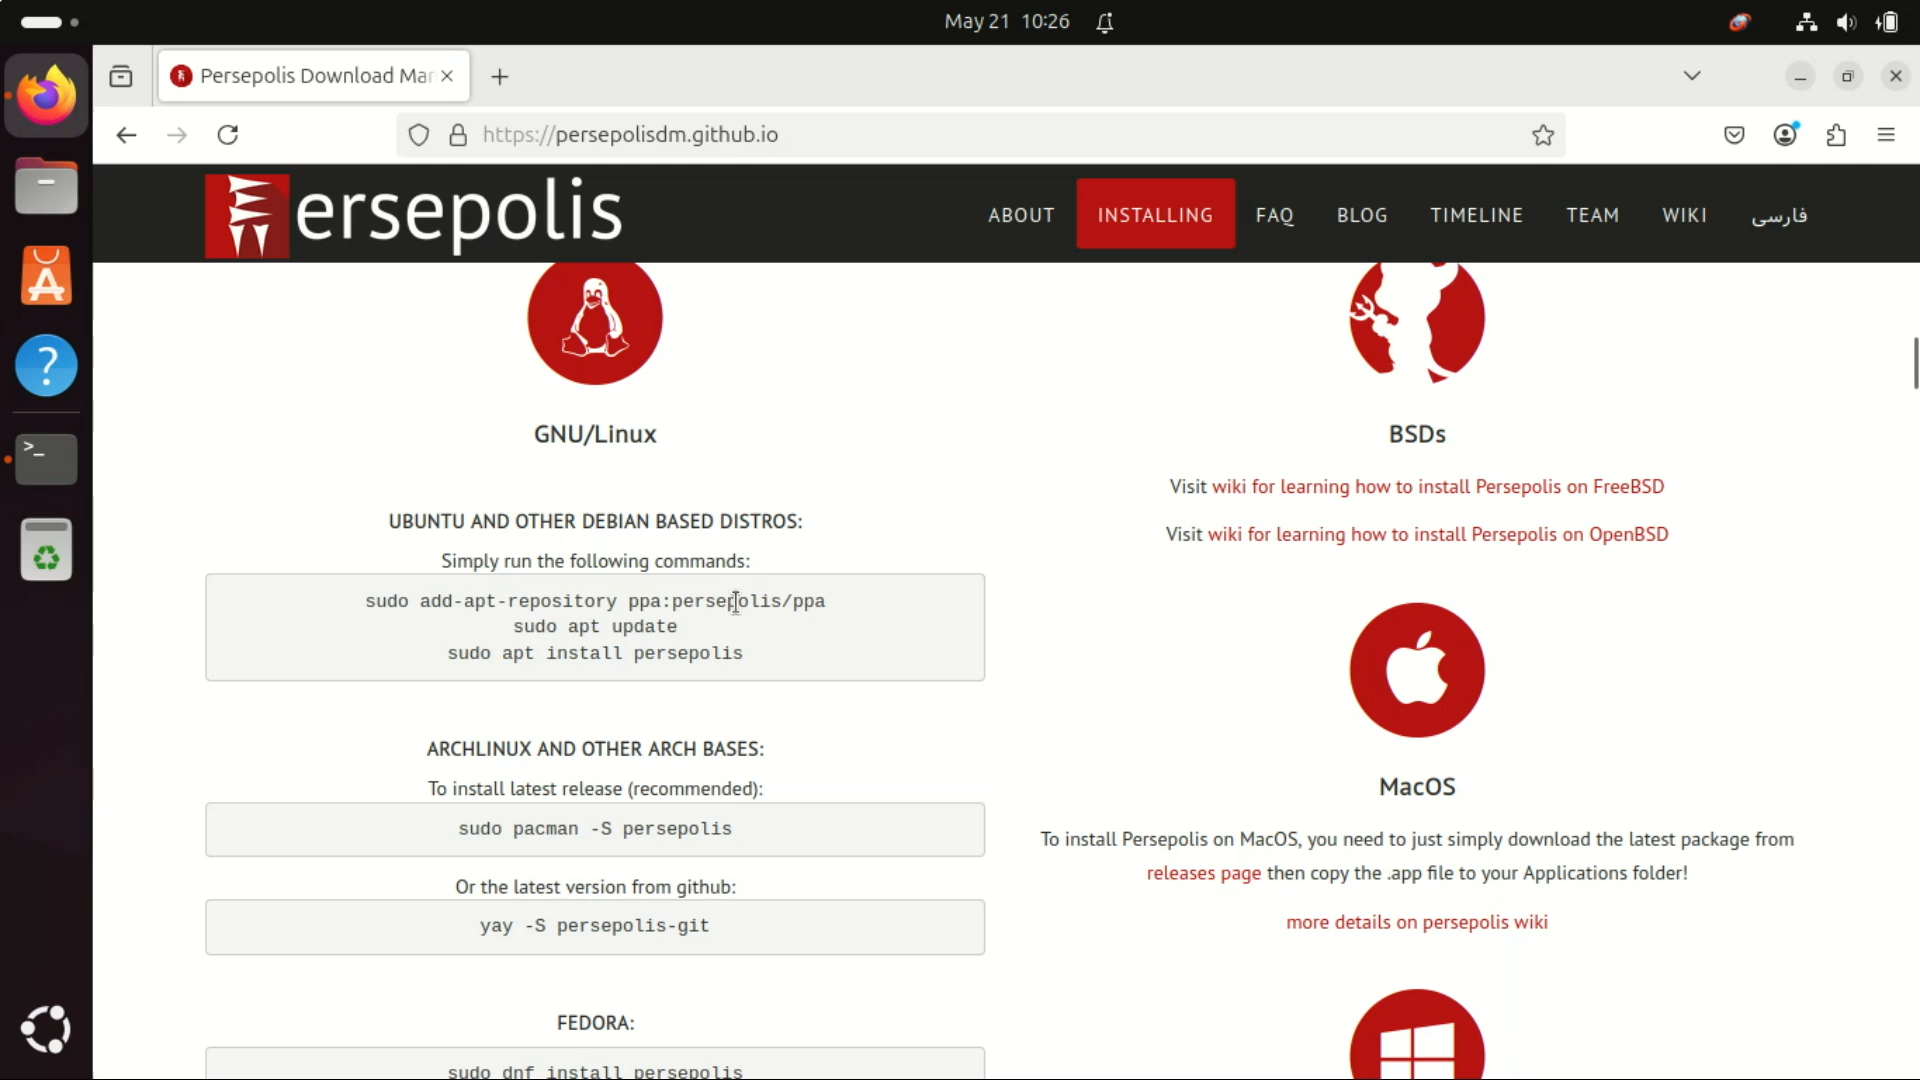 May 21 10:26
Persepolis Download Mar
https://persepolisdm.github.io
ersepolis
ABOUT
INSTALLING
FAQ
BLOG
TIMELINE
TEAM
WIKI
فارسی
GNU/Linux
UBUNTU AND OTHER DEBIAN BASED DISTROS:
Simply run the following commands:
sudo add-apt-repository ppa:persepolis/ppa
sudo apt update
sudo apt install persepolis
ARCHLINUX AND OTHER ARCH BASES:
To install latest release (recommended):
sudo pacman -S persepolis
Or the latest version from github:
yay -S persepolis-git
FEDORA:
sudo dnf install persepolis
BSDs
Visit wiki for learning how to install Persepolis on FreeBSD
Visit wiki for learning how to install Persepolis on OpenBSD
MacOS
To install Persepolis on MacOS, you need to just simply download the latest package from
releases page then copy the .app file to your Applications folder!
more details on persepolis wiki